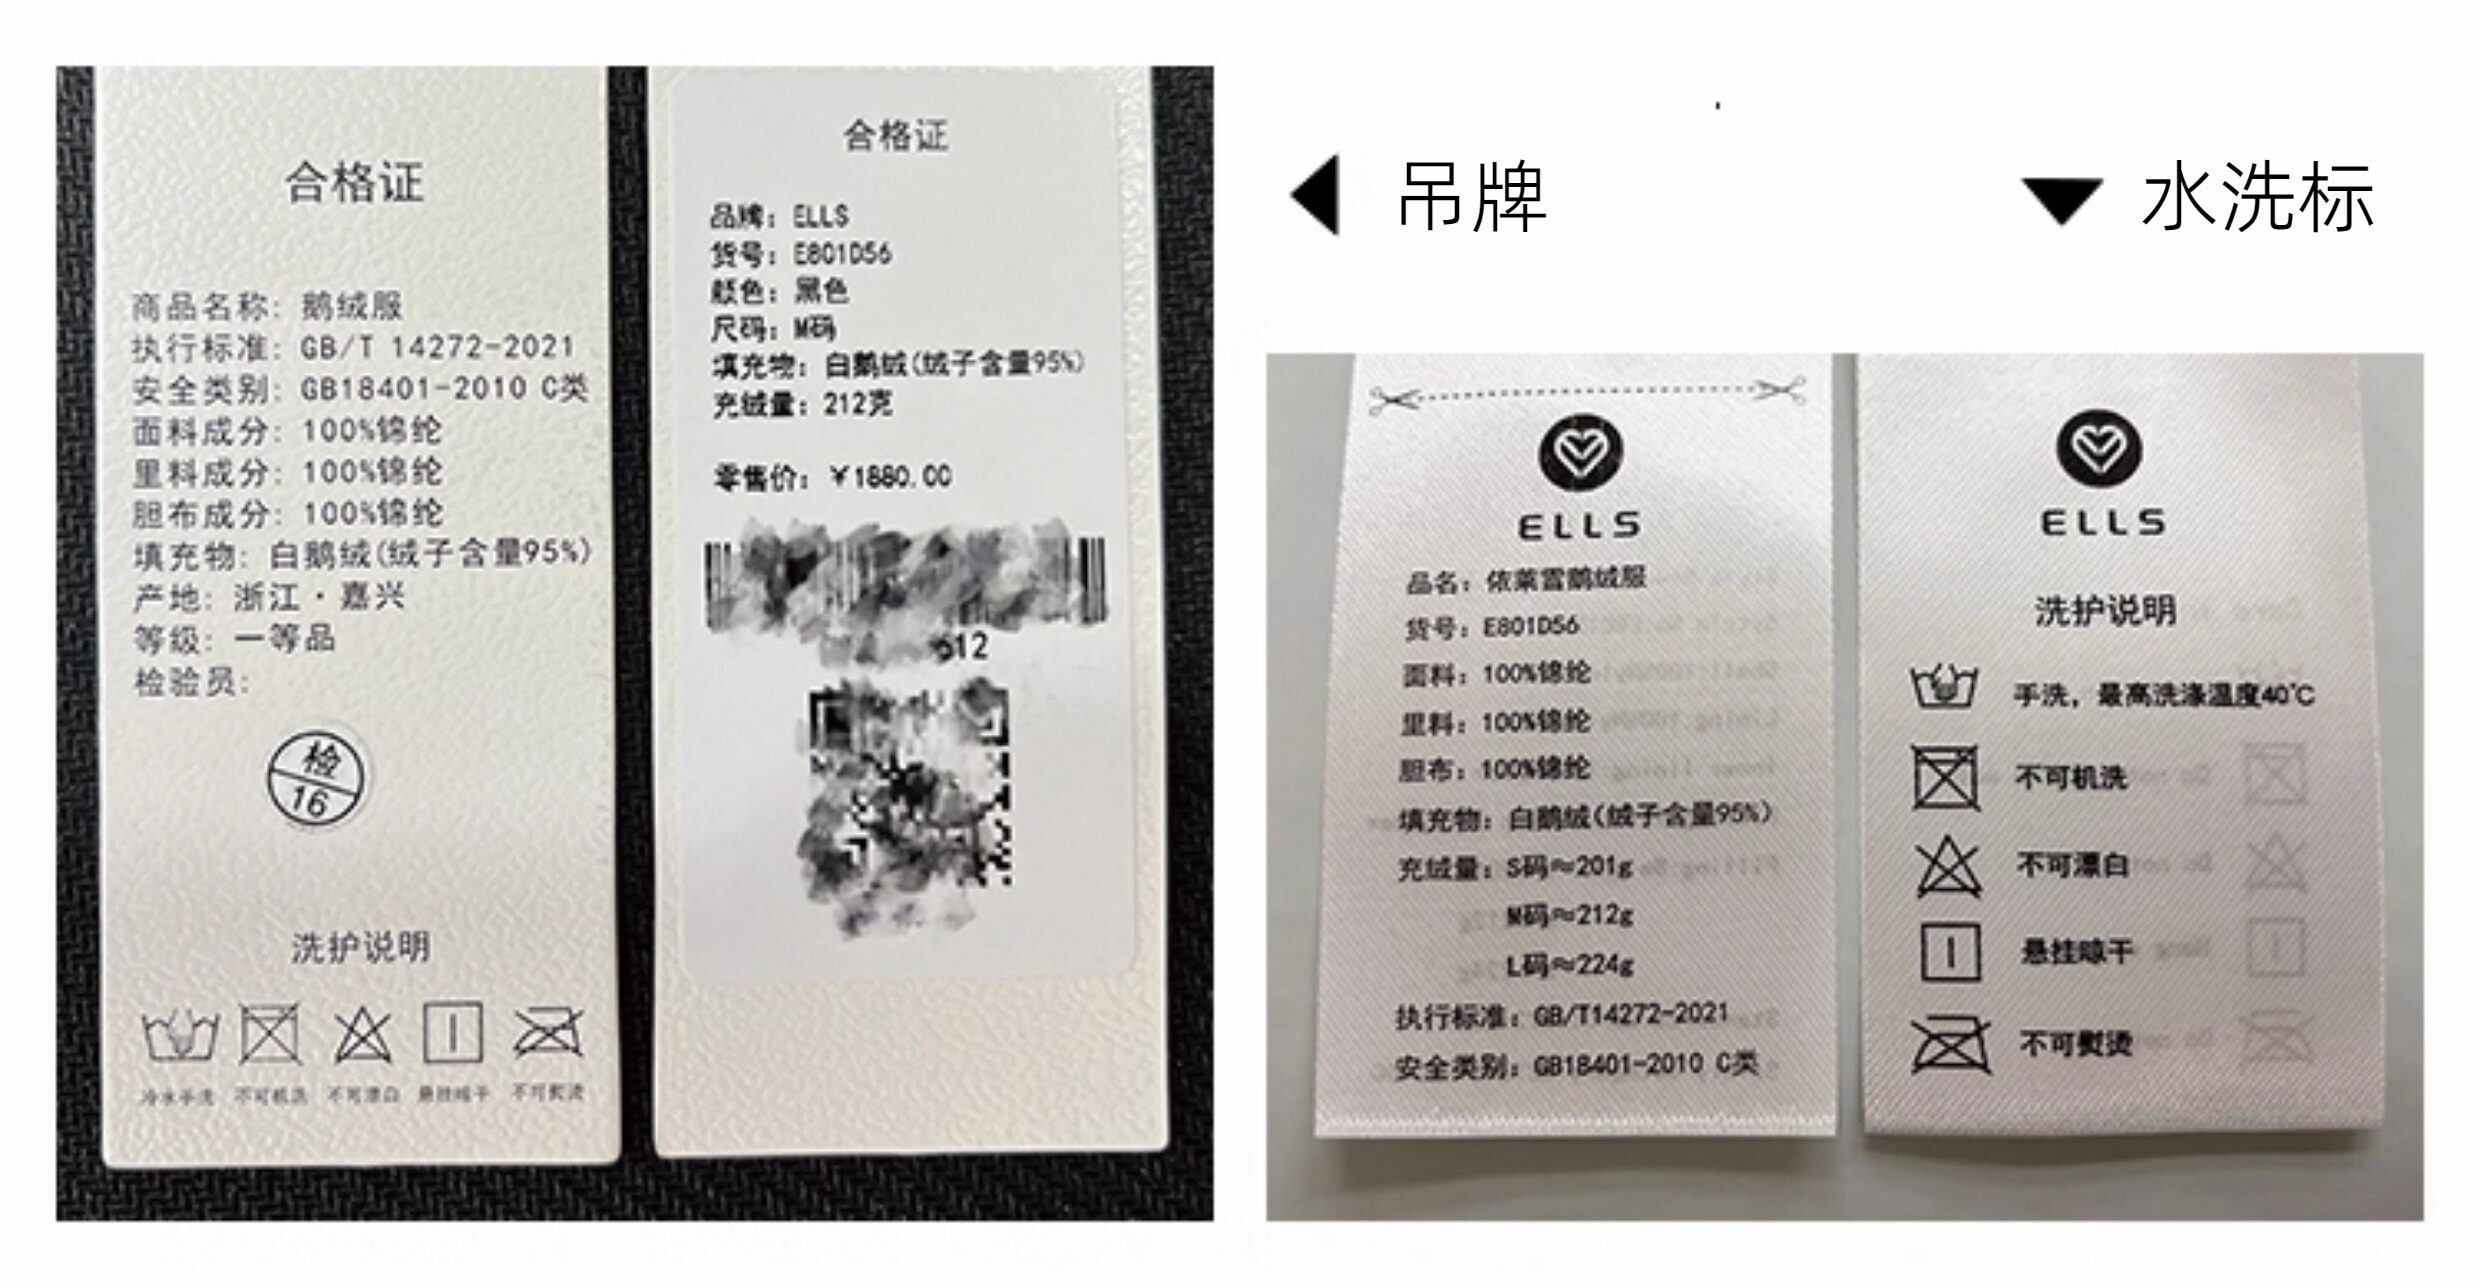 合格证
商品名称: 鹅绒服
执行标准: GB/T 14272-2021
安全类别: GB18401-2010 C类
面料成分: 100%锦纶
里料成分: 100%锦纶
胆布成分: 100%锦纶
填充物: 白鹅绒(绒子含量95%)
产地: 浙江·嘉兴
等级: 一等品
检验员:
检
16
洗护说明
冷水手洗 不可机洗 不可漂白 悬挂晾干 不可熨烫
合格证
品牌: ELLS
货号: E801D56
颜色: 黑色
尺码: M码
填充物: 白鹅绒(绒子含量95%)
充绒量: 212克
零售价: ¥1880.00
12
吊牌
水洗标
ELLS
品名: 依莱雪鹅绒服
货号: E801D56
面料: 100%锦纶
里料: 100%锦纶
胆布: 100%锦纶
填充物: 白鹅绒(绒子含量95%)
充绒量: S码≈201g
M码≈212g
L码≈224g
执行标准: GB/T14272-2021
安全类别: GB18401-2010 C类
ELLS
洗护说明
手洗，最高洗涤温度40℃
不可机洗
不可漂白
悬挂晾干
不可熨烫